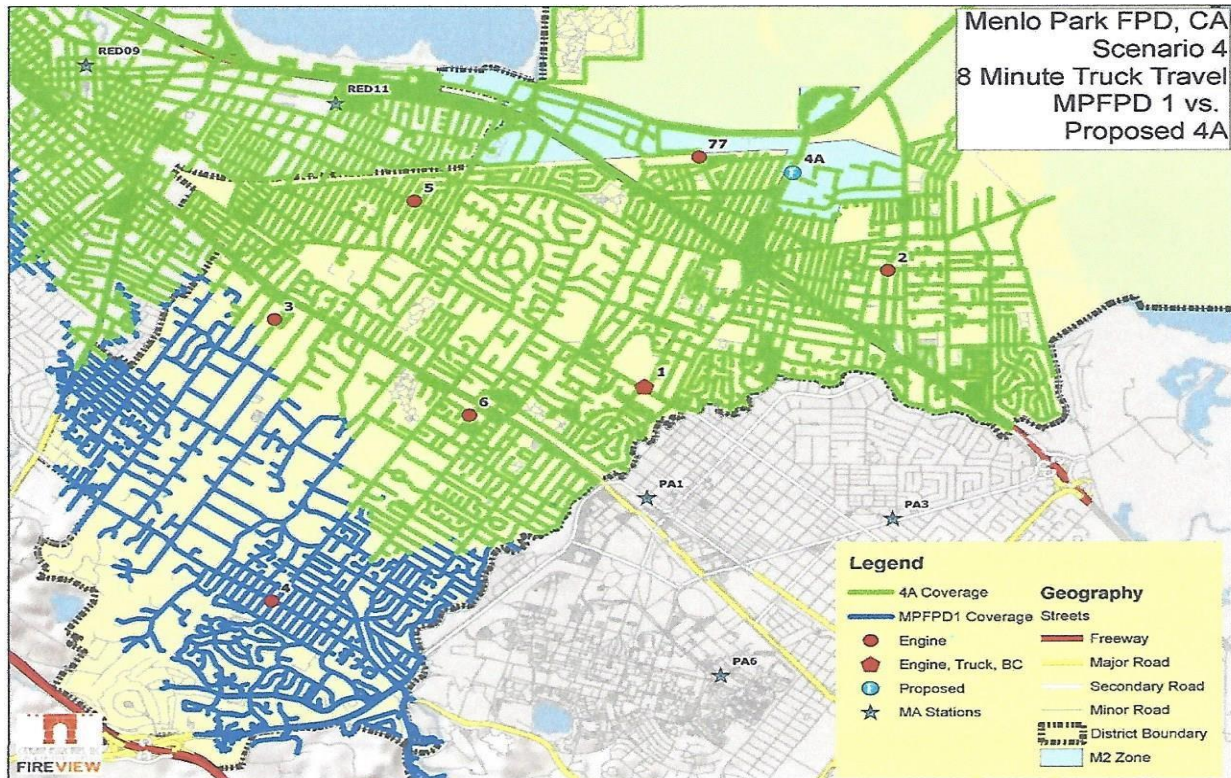 Menlo Park FPD, CA
Scenario 4
8 Minute Truck Travel
MPFPD 1 vs.
Proposed 4A
RED09
RED11
77
4A
5
2
3
1
6
PA1
PA3
4
PA6
Legend
4A Coverage
MPFPD1 Coverage
Engine
Engine, Truck, BC
Proposed
MA Stations
Geography
Streets
Freeway
Major Road
Secondary Road
Minor Road
District Boundary
M2 Zone
FIREVIEW